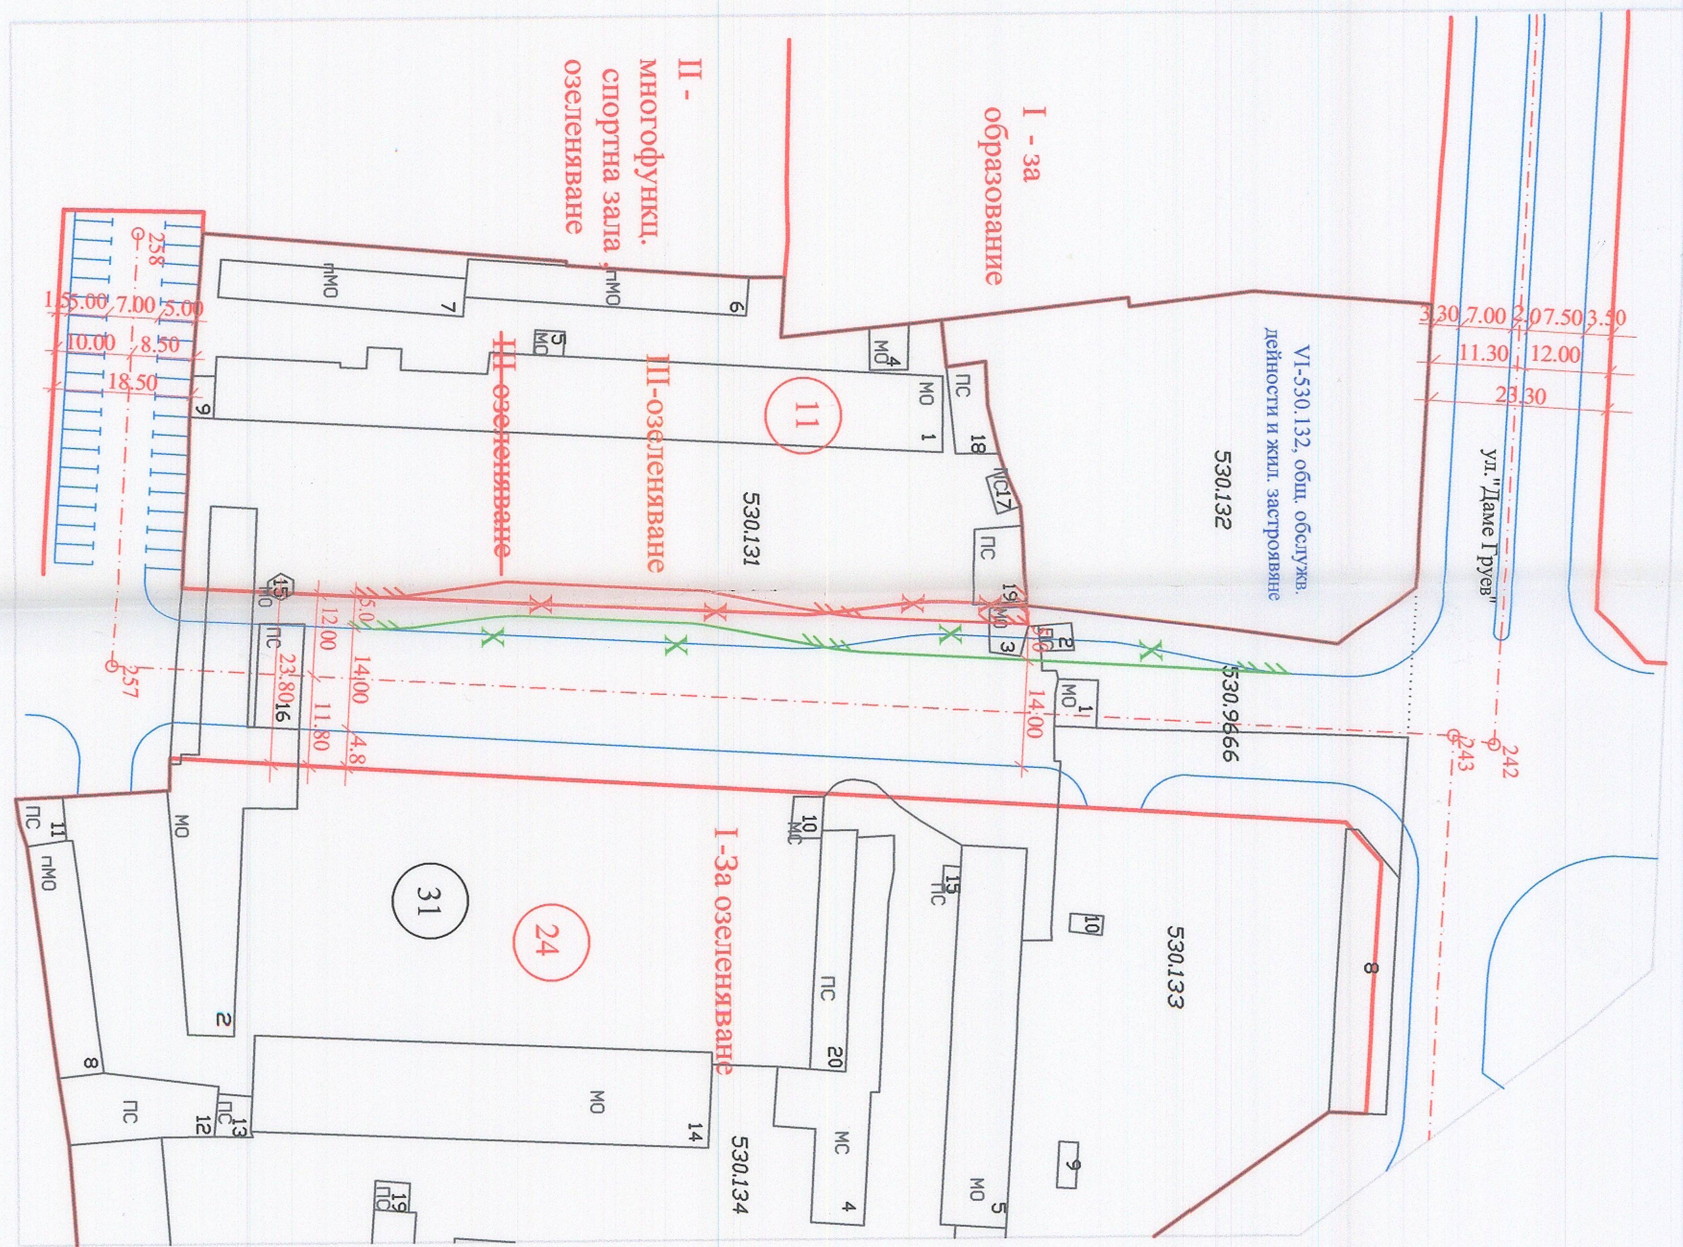 II -
многофункц.
спортна зала ,
озеленяване
I - за
образование
258
1.5
5.00
7.00
5.00
10.00
8.50
18.50
пМО
7
пМО
6
5
МО
4
МО
III-озеленяване
III-озеленяване
11
МО
1
9
ПС
18
17
530.131
ПС
19
VI-530.132, общ. обслужв.
дейности и жил. застрояване
530.132
3.30
7.00
2.0
7.50
3.50
11.30
12.00
23.30
ул."Даме Груев"
15
МО
ПС
16
5.0
12.00
14.00
23.80
11.80
4.8
257
МО
3
2
МО
1
14.00
530.9666
243
242
ПС
11
пМО
8
МО
2
31
24
I-За озеленяване
10
МС
15
ПС
ПС
20
10
530.133
8
ПС
12
ПС
13
МО
14
530.134
МС
4
МО
5
9
19
ПС